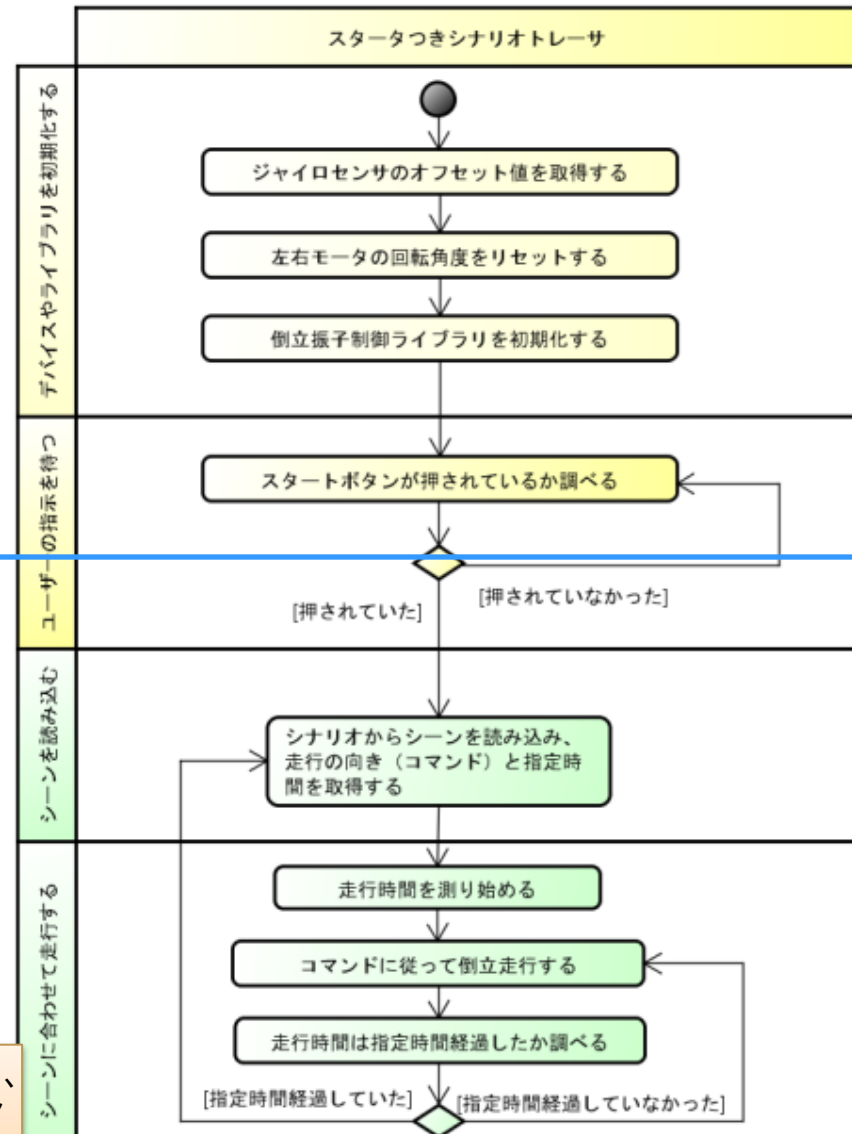 スタータつきシナリオトレーサ
デバイスやライブラリを初期化する
ジャイロセンサのオフセット値を取得する
左右モータの回転角度をリセットする
倒立振子制御ライブラリを初期化する
ユーザーの指示を待つ
スタートボタンが押されているか調べる
[押されていた]
[押されていなかった]
シーンを読み込む
シナリオからシーンを読み込み、
走行の向き（コマンド）と指定時
間を取得する
シーンに合わせて走行する
走行時間を測り始める
コマンドに従って倒立走行する
走行時間は指定時間経過したか調べる
[指定時間経過していた]
[指定時間経過していなかった]